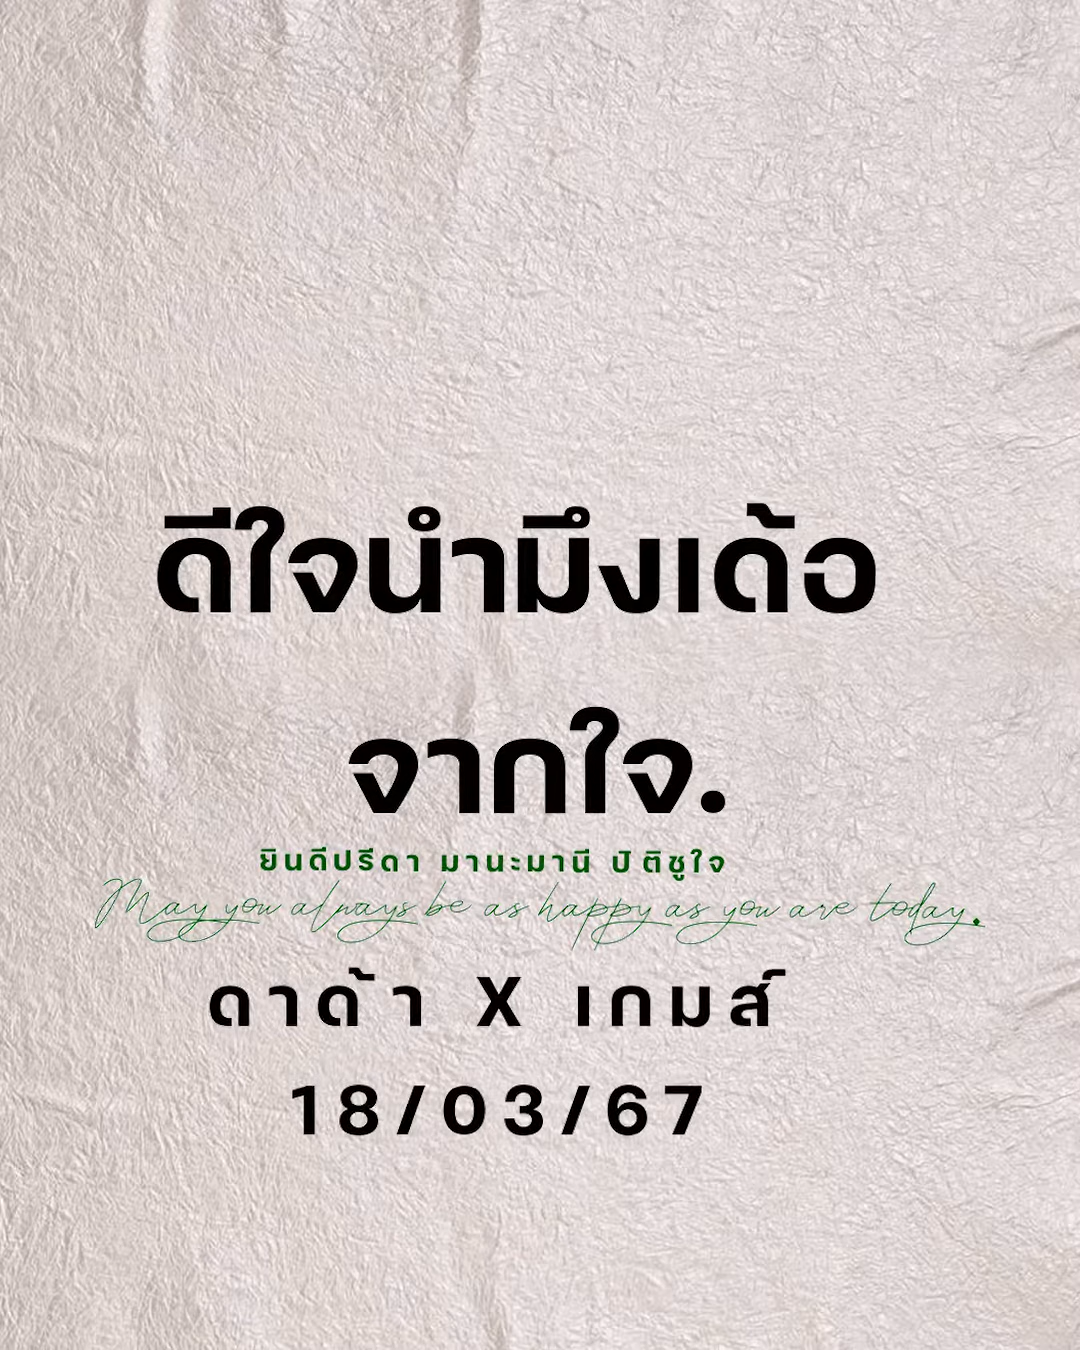 ดีใจนำมึงเด้อ
จากใจ.
ยินดีปรีดา มานะมานี ปิติชูใจ
May you always be as happy as you are today.
ดาด้า X เกมส์
18/03/67